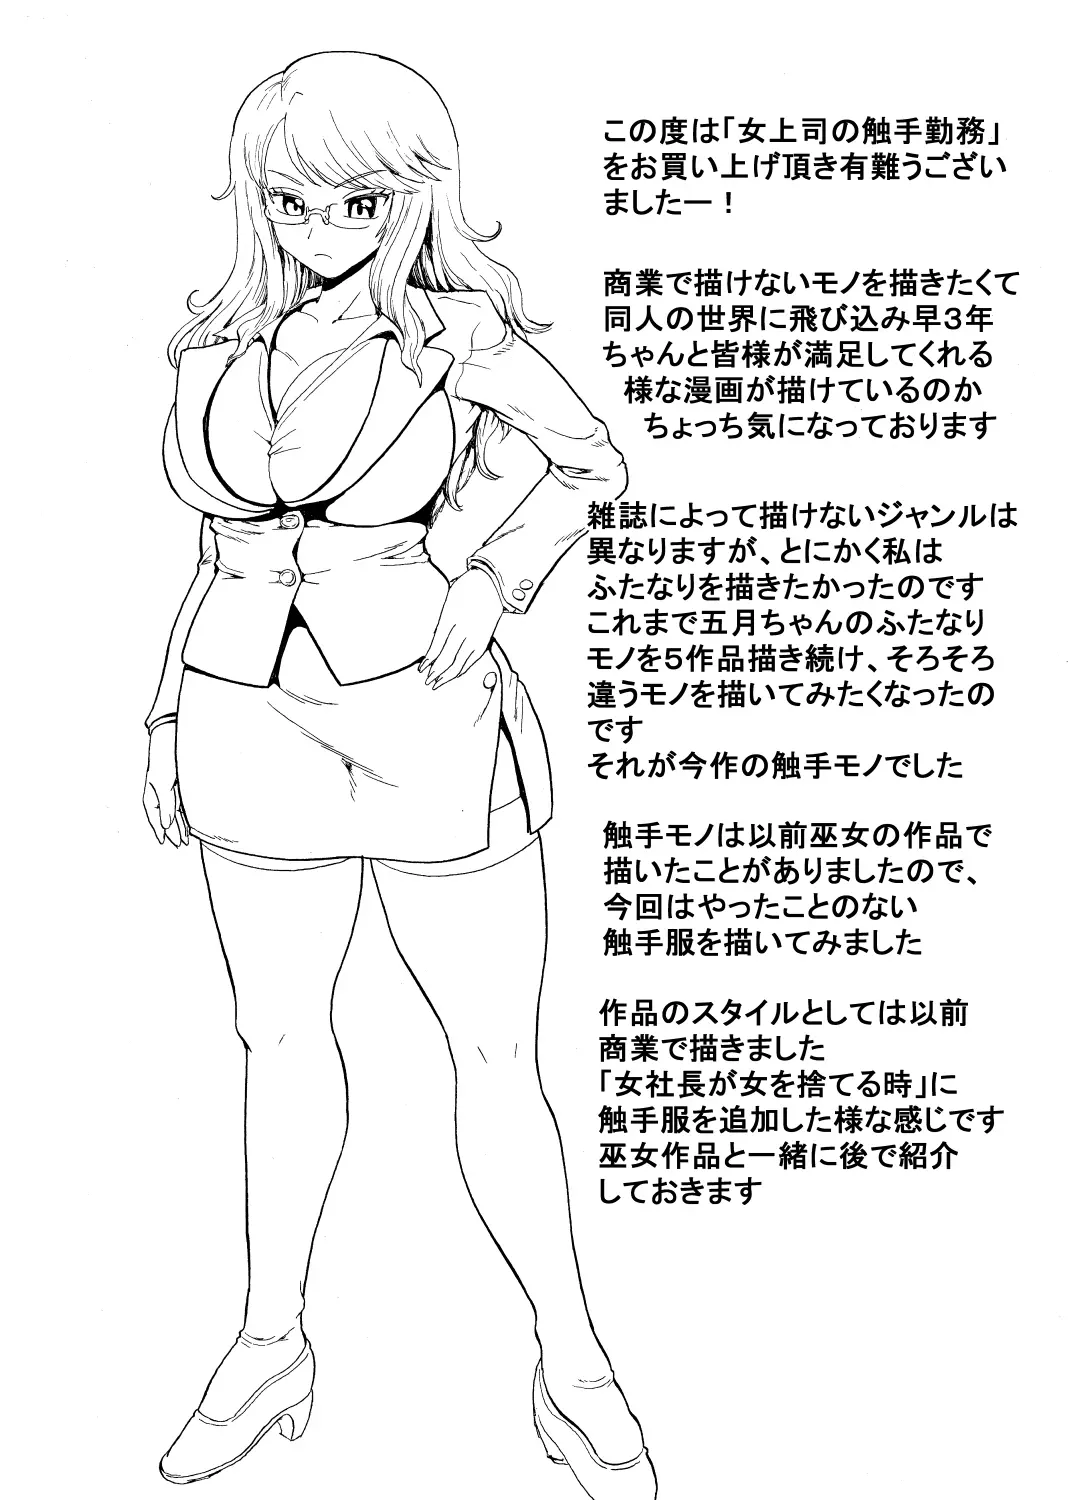 この度は「女上司の触手勤務」
をお買い上げ頂き有難うござい
ましたー！
商業で描けないモノを描きたくて
同人の世界に飛び込み早３年
ちゃんと皆様が満足してくれる
様な漫画が描けているのか
ちょっち気になっております
雑誌によって描けないジャンルは
異なりますが、とにかく私は
ふたなりを描きたかったのです
これまで五月ちゃんのふたなり
モノを５作品描き続け、そろそろ
違うモノを描いてみたくなったの
です
それが今作の触手モノでした
触手モノは以前巫女の作品で
描いたことがありましたので、
今回はやったことのない
触手服を描いてみました
作品のスタイルとしては以前
商業で描きました
「女社長が女を捨てる時」に
触手服を追加した様な感じです
巫女作品と一緒に後で紹介
しておきます